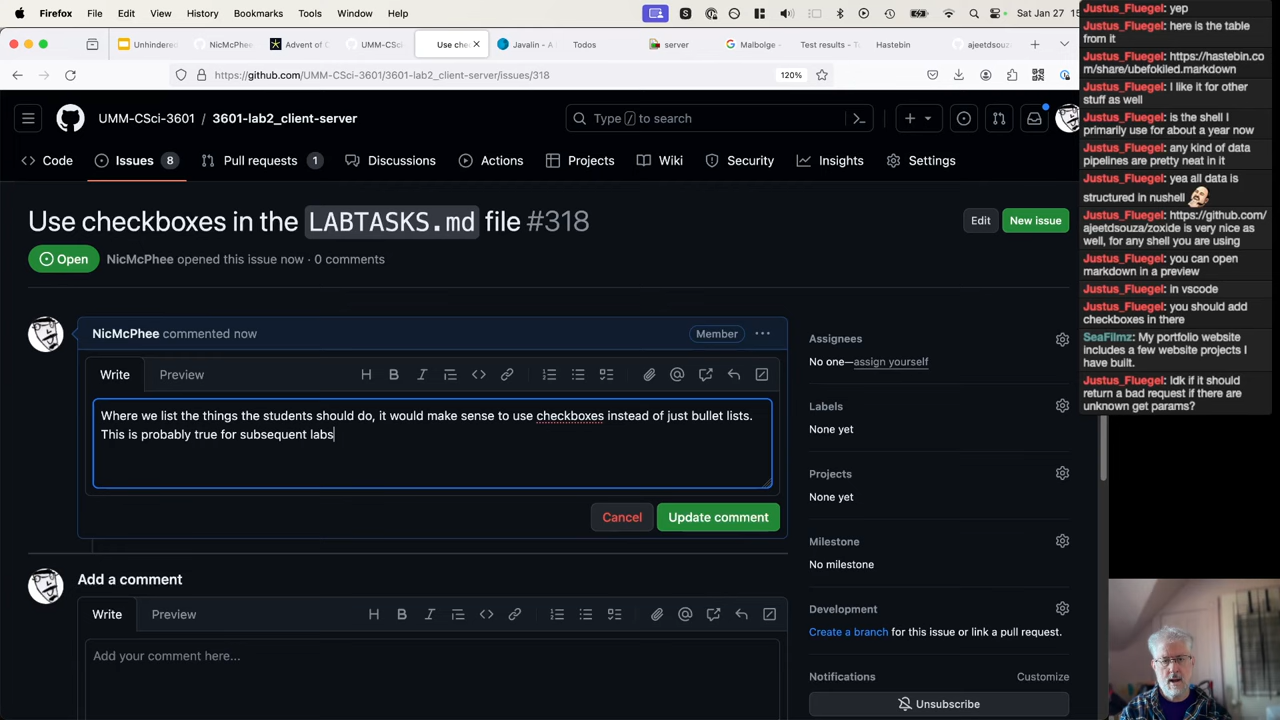 Firefox File Edit View History Bookmarks Tools Window Help Sat Jan 27 15
Unhindered NicMcPhee Advent of C UMM-CSci Use che Javalin - A Todos server Malbolge - Test results - Th Hastebin ajeetdsouz
https://github.com/UMM-CSci-3601/3601-lab2_client-server/issues/318 120%
UMM-CSci-3601 / 3601-lab2_client-server Type / to search
Code Issues 8 Pull requests 1 Discussions Actions Projects Wiki Security Insights Settings
Use checkboxes in the LABTASKS.md file #318 Edit New issue
Open NicMcPhee opened this issue now · 0 comments
NicMcPhee commented now Member
Write Preview
Where we list the things the students should do, it would make sense to use checkboxes instead of just bullet lists.
This is probably true for subsequent labs
Cancel Update comment
Add a comment
Write Preview
Add your comment here...
Assignees
No one—assign yourself
Labels
None yet
Projects
None yet
Milestone
No milestone
Development
Create a branch for this issue or link a pull request.
Notifications Customize
Unsubscribe
Justus_Fluegel: yep
Justus_Fluegel: here is the table
from it
Justus_Fluegel: https://hastebin.co
m/share/ubefokiled.markdown
Justus_Fluegel: I like it for other
stuff as well
Justus_Fluegel: is the shell I
primarily use for about a year now
Justus_Fluegel: any kind of data
pipelines are pretty neat in it
Justus_Fluegel: yea all data is
structured in nushell
Justus_Fluegel: https://github.com/
ajeetdsouza/zoxide is very nice as
well, for any shell you are using
Justus_Fluegel: you can open
markdown in a preview
Justus_Fluegel: in vscode
Justus_Fluegel: you should add
checkboxes in there
SeaFilmz: My portfolio website
includes a few website projects I
have built.
Justus_Fluegel: idk if it should
return a bad request if there are
unknown get params?